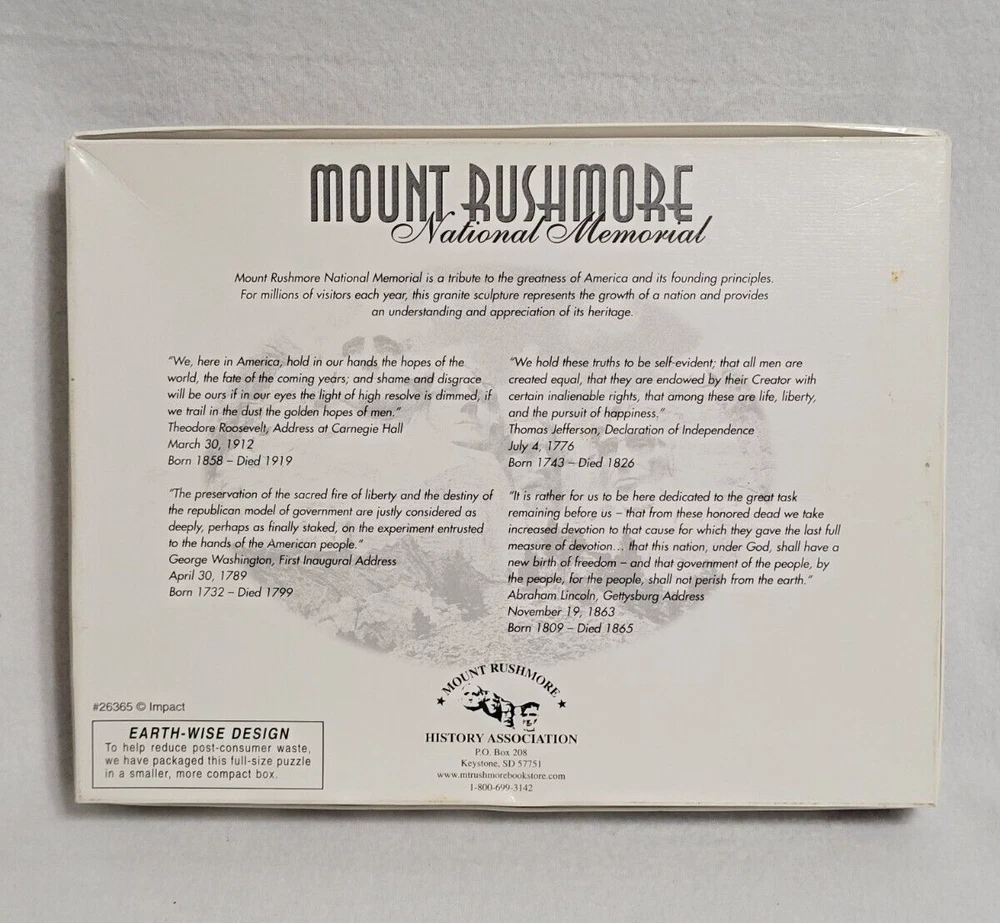 MOUNT RUSHMORE
National Memorial
Mount Rushmore National Memorial is a tribute to the greatness of America and its founding principles.
For millions of visitors each year, this granite sculpture represents the growth of a nation and provides
an understanding and appreciation of its heritage.
"We, here in America, hold in our hands the hopes of the
world, the fate of the coming years; and shame and disgrace
will be ours if in our eyes the light of high resolve is dimmed, if
we trail in the dust the golden hopes of men."
Theodore Roosevelt, Address at Carnegie Hall
March 30, 1912
Born 1858 – Died 1919
"The preservation of the sacred fire of liberty and the destiny of
the republican model of government are justly considered as
deeply, perhaps as finally staked, on the experiment entrusted
to the hands of the American people."
George Washington, First Inaugural Address
April 30, 1789
Born 1732 – Died 1799
"We hold these truths to be self-evident; that all men are
created equal, that they are endowed by their Creator with
certain inalienable rights, that among these are life, liberty,
and the pursuit of happiness."
Thomas Jefferson, Declaration of Independence
July 4, 1776
Born 1743 – Died 1826
"It is rather for us to be here dedicated to the great task
remaining before us – that from these honored dead we take
increased devotion to that cause for which they gave the last full
measure of devotion... that this nation, under God, shall have a
new birth of freedom – and that government of the people, by
the people, for the people, shall not perish from the earth."
Abraham Lincoln, Gettysburg Address
November 19, 1863
Born 1809 – Died 1865
#26365 © Impact
EARTH-WISE DESIGN
To help reduce post-consumer waste,
we have packaged this full-size puzzle
in a smaller, more compact box.
★ MOUNT RUSHMORE ★
HISTORY ASSOCIATION
P.O. Box 208
Keystone, SD 57751
www.mtrushmorebookstore.com
1-800-699-3142